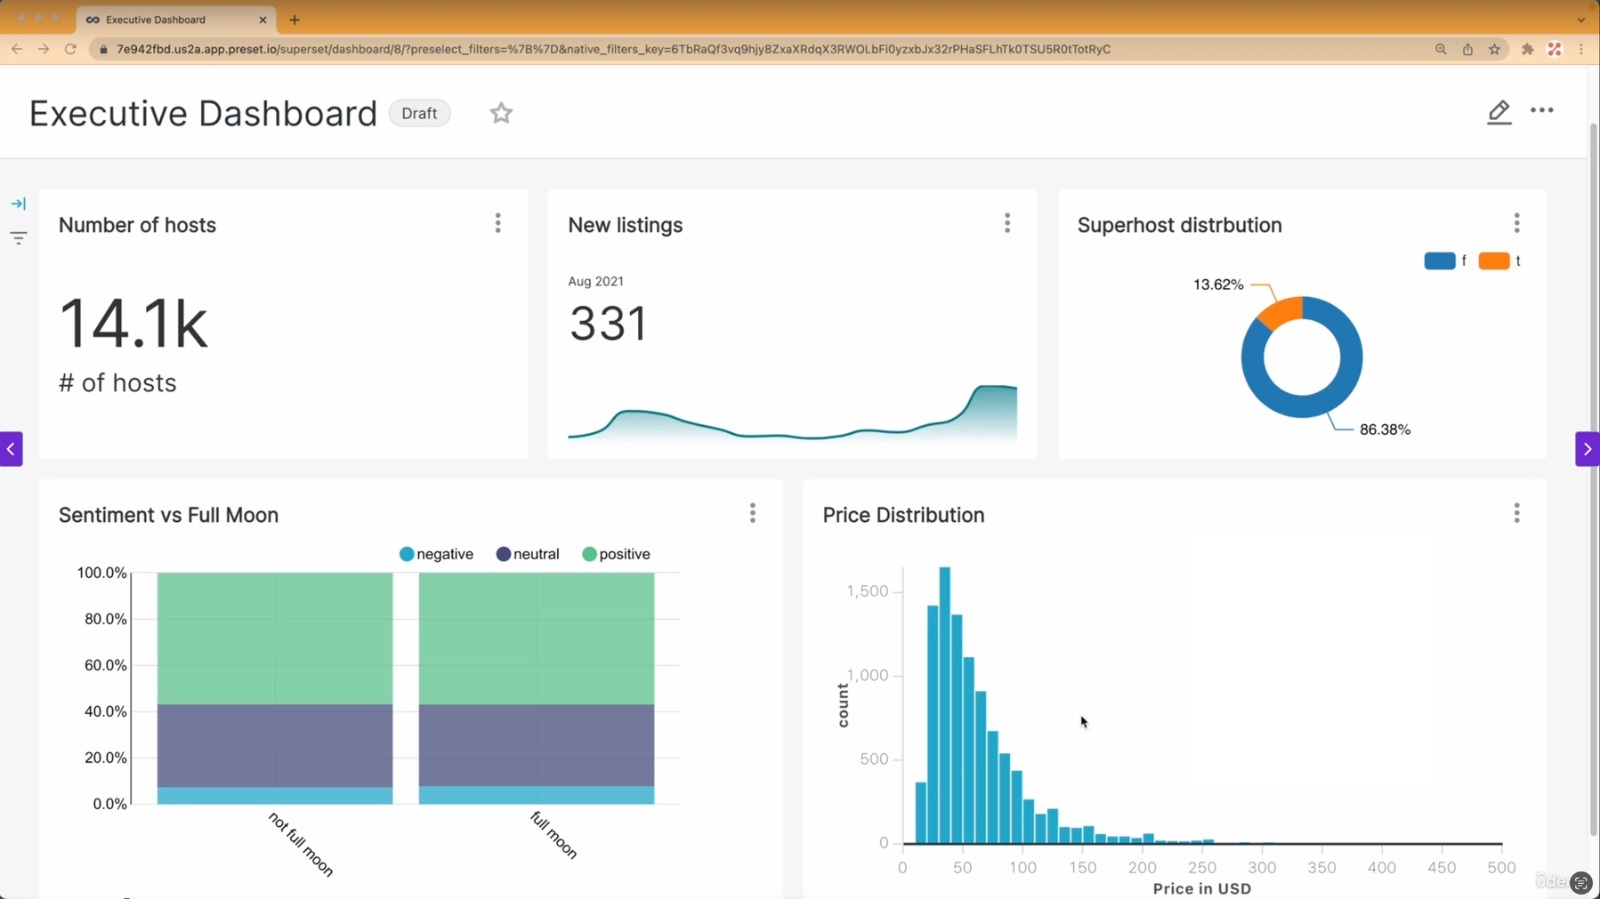 Executive Dashboard
7e942fbd.us2a.app.preset.io/superset/dashboard/8/?preselect_filters=%7B%7D&native_filters_key=6TbRaQf3vq9hjy8ZxaXRdqX3RWOLbFi0yzxbJx32rPHaSFLhTk0TSU5R0tTotRyC
Executive Dashboard Draft
Number of hosts
14.1k
# of hosts
New listings
Aug 2021
331
Superhost distrbution
f t
13.62%
86.38%
Sentiment vs Full Moon
negative neutral positive
100.0%
80.0%
60.0%
40.0%
20.0%
0.0%
not full moon
full moon
Price Distribution
1,500
1,000
500
0
count
0 50 100 150 200 250 300 350 400 450 500
Price in USD